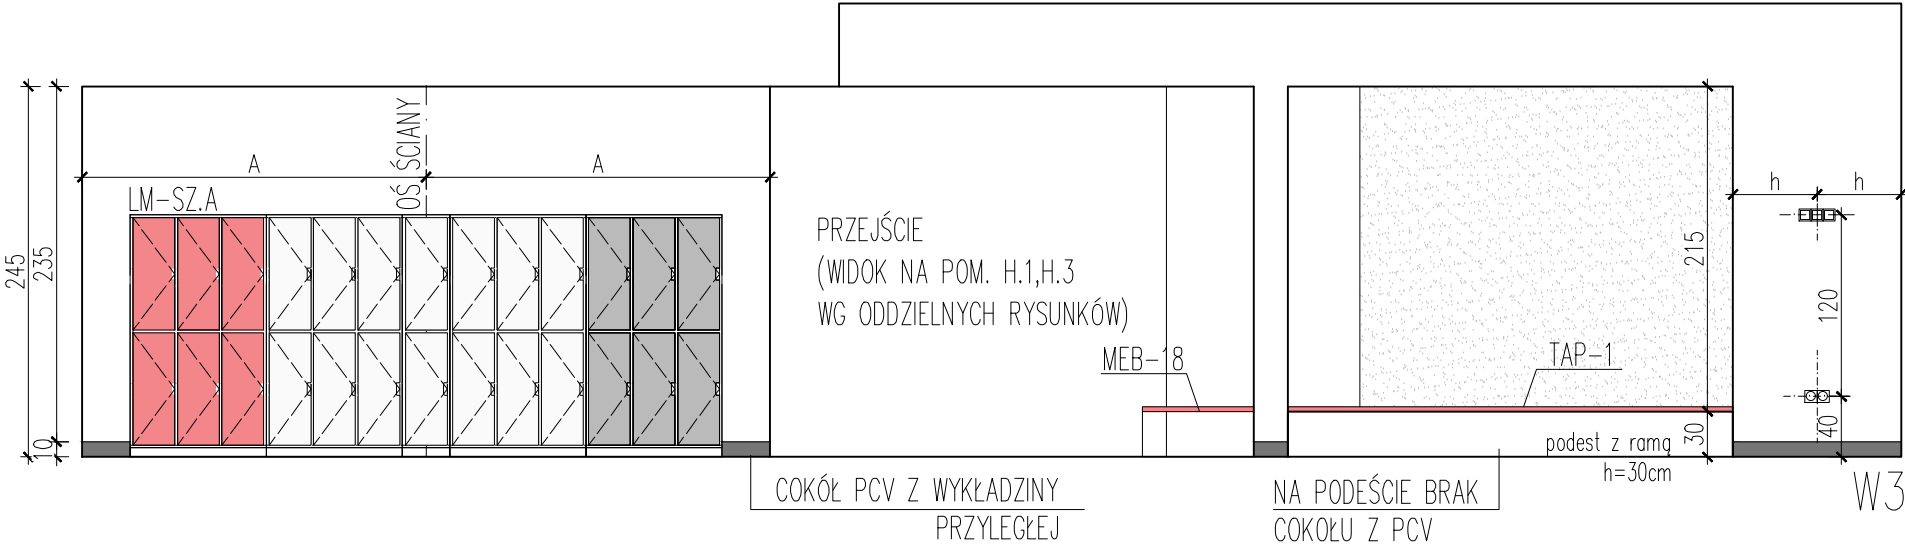 OŚ ŚCIANY
A
A
LM-SZ.A
h
h
245
235
10
PRZEJŚCIE
(WIDOK NA POM. H.1,H.3
WG ODDZIELNYCH RYSUNKÓW)
215
120
MEB-18
TAP-1
30
40
podest z ramą
h=30cm
COKÓŁ PCV Z WYKŁADZINY
PRZYLEGŁEJ
NA PODEŚCIE BRAK
COKOŁU Z PCV
W3